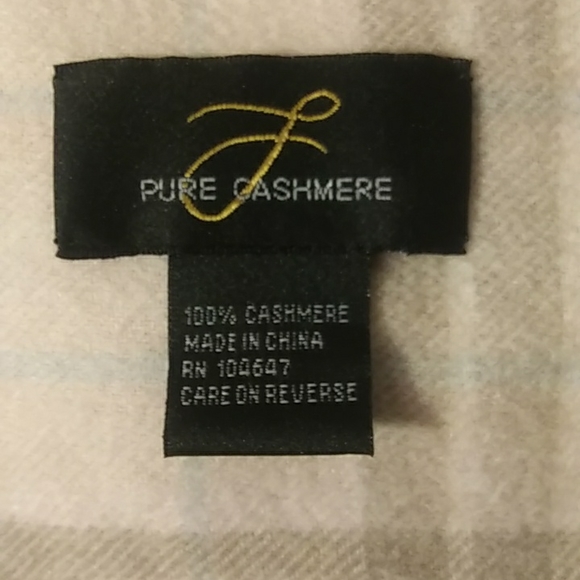 J
PURE CASHMERE
100% CASHMERE
MADE IN CHINA
RN 104647
CARE ON REVERSE